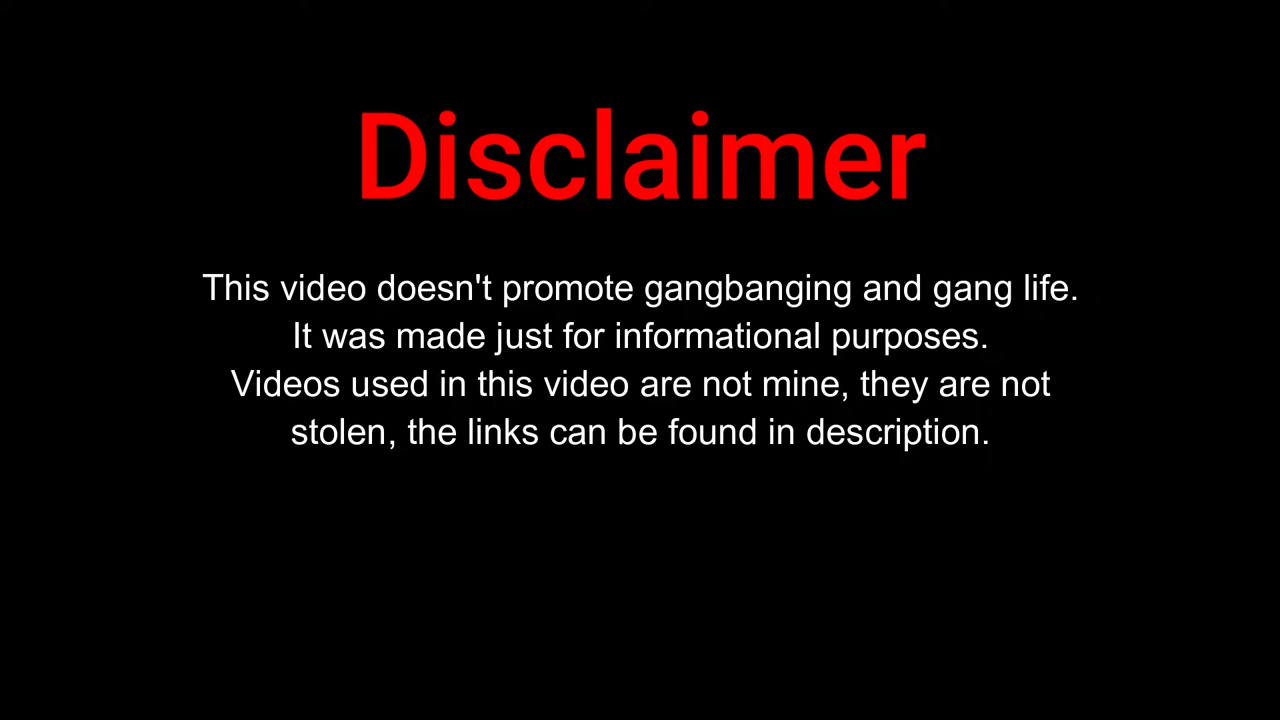 Disclaimer
This video doesn't promote gangbanging and gang life.
It was made just for informational purposes.
Videos used in this video are not mine, they are not
stolen, the links can be found in description.